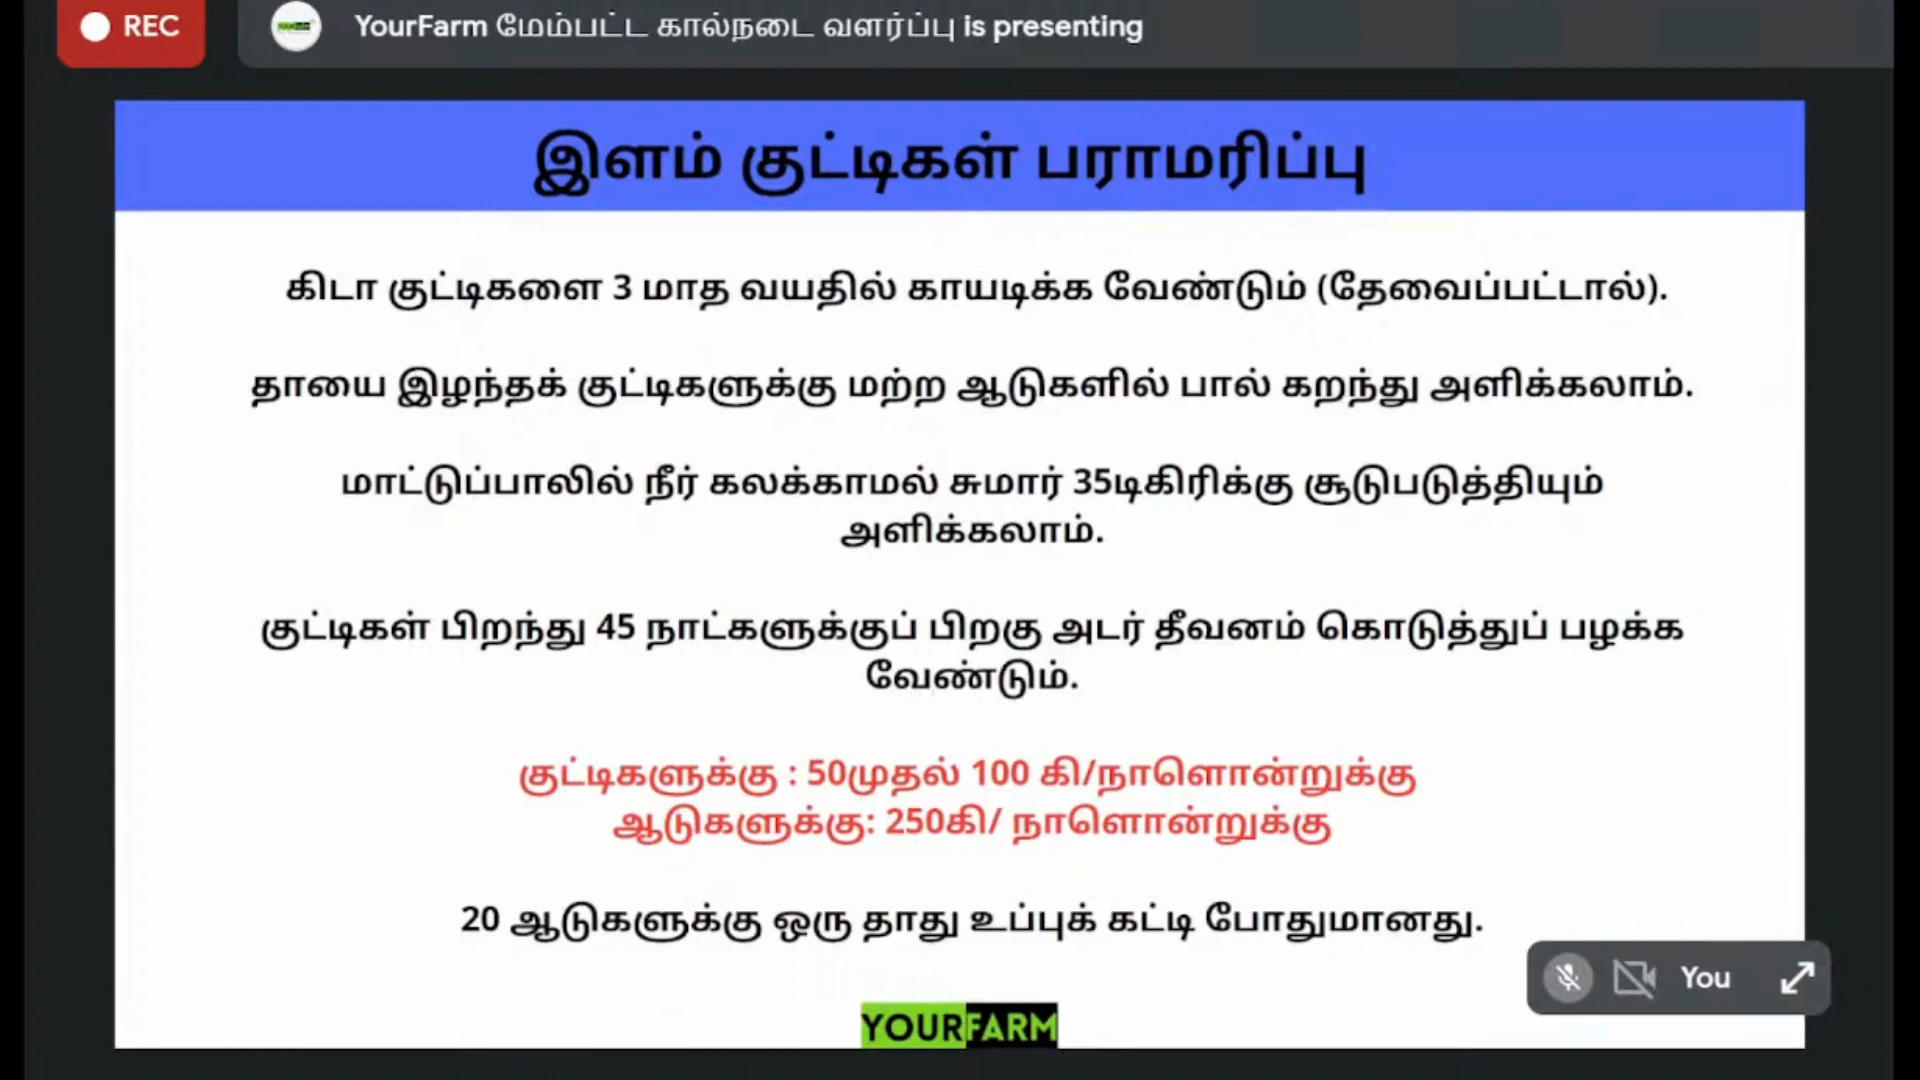 REC
YourFarm மேம்பட்ட கால்நடை வளர்ப்பு is presenting
இளம் குட்டிகள் பராமரிப்பு
கிடா குட்டிகளை 3 மாத வயதில் காயடிக்க வேண்டும் (தேவைப்பட்டால்).
தாயை இழந்தக் குட்டிகளுக்கு மற்ற ஆடுகளில் பால் கறந்து அளிக்கலாம்.
மாட்டுப்பாலில் நீர் கலக்காமல் சுமார் 35டிகிரிக்கு சூடுபடுத்தியும்
அளிக்கலாம்.
குட்டிகள் பிறந்து 45 நாட்களுக்குப் பிறகு அடர் தீவனம் கொடுத்துப் பழக்க
வேண்டும்.
குட்டிகளுக்கு : 50முதல் 100 கி/நாளொன்றுக்கு
ஆடுகளுக்கு: 250கி/ நாளொன்றுக்கு
20 ஆடுகளுக்கு ஒரு தாது உப்புக் கட்டி போதுமானது.
You
YOURFARM